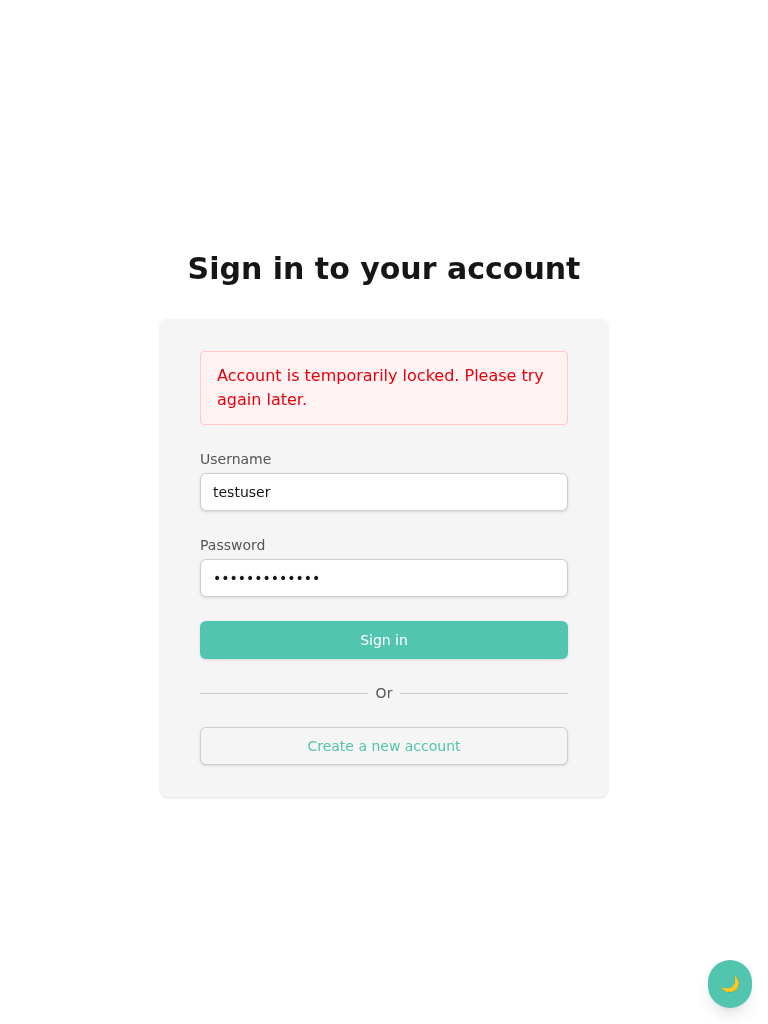 Sign in to your account
Account is temporarily locked. Please try
again later.
Username
testuser
Password
•••••••••••••
Sign in
Or
Create a new account